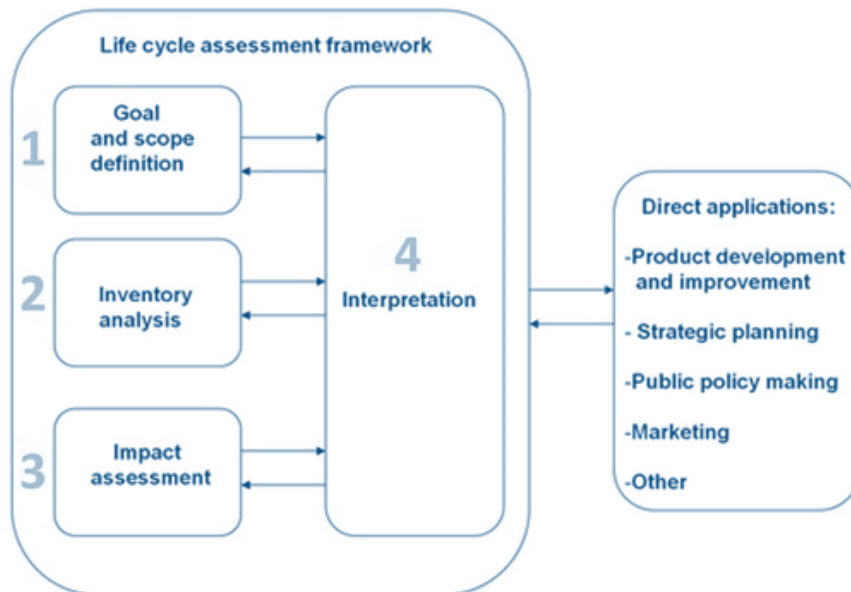 Life cycle assessment framework
1
Goal
and scope
definition
2
Inventory
analysis
3
Impact
assessment
4
Interpretation
Direct applications:
-Product development
and improvement
- Strategic planning
-Public policy making
-Marketing
-Other